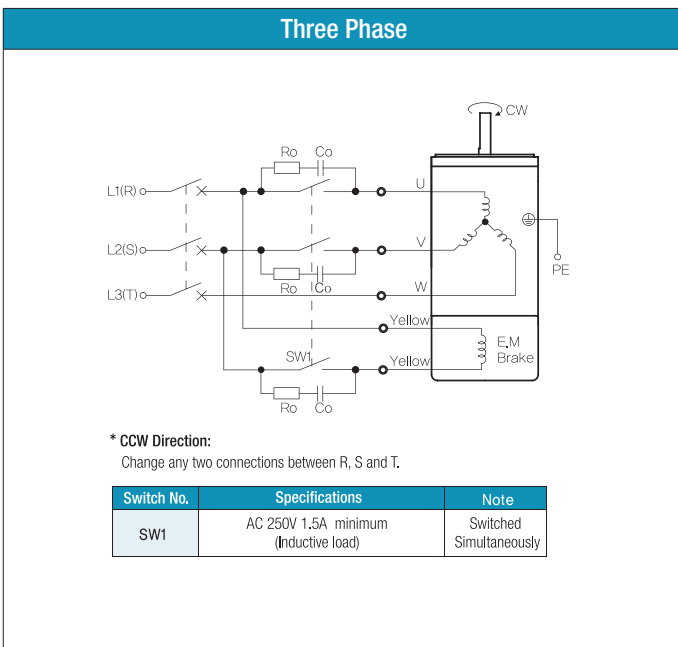 Three Phase
CW
Ro Co
L1(R)
U
L2(S)
V
PE
Ro Co
L3(T)
W
Yellow
E.M
Brake
SW1
Yellow
Ro Co
* CCW Direction:
Change any two connections between R, S and T.
Switch No. Specifications Note
SW1 AC 250V 1.5A minimum Switched
(Inductive load) Simultaneously